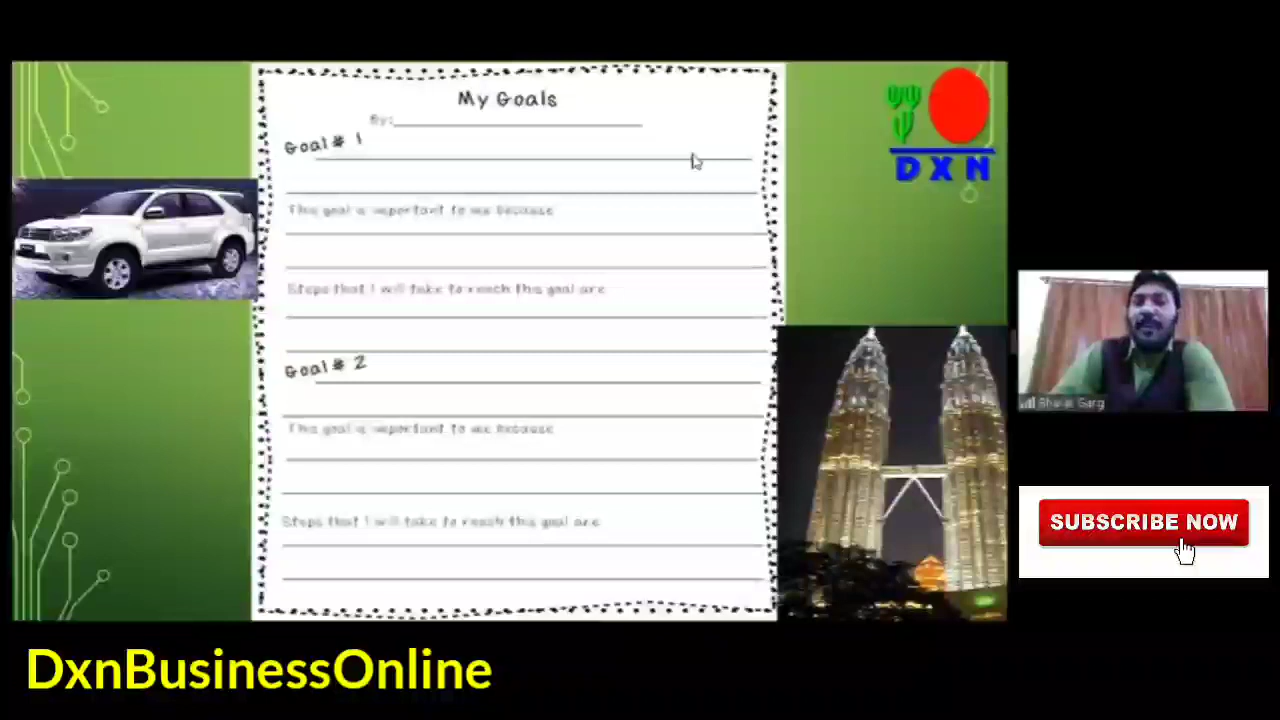 My Goals
By:
Goal # 1
This goal is important to me because
Steps that I will take to reach this goal are
Goal # 2
This goal is important to me because
Steps that I will take to reach this goal are
DXN
Garg
SUBSCRIBE NOW
DxnBusinessOnline